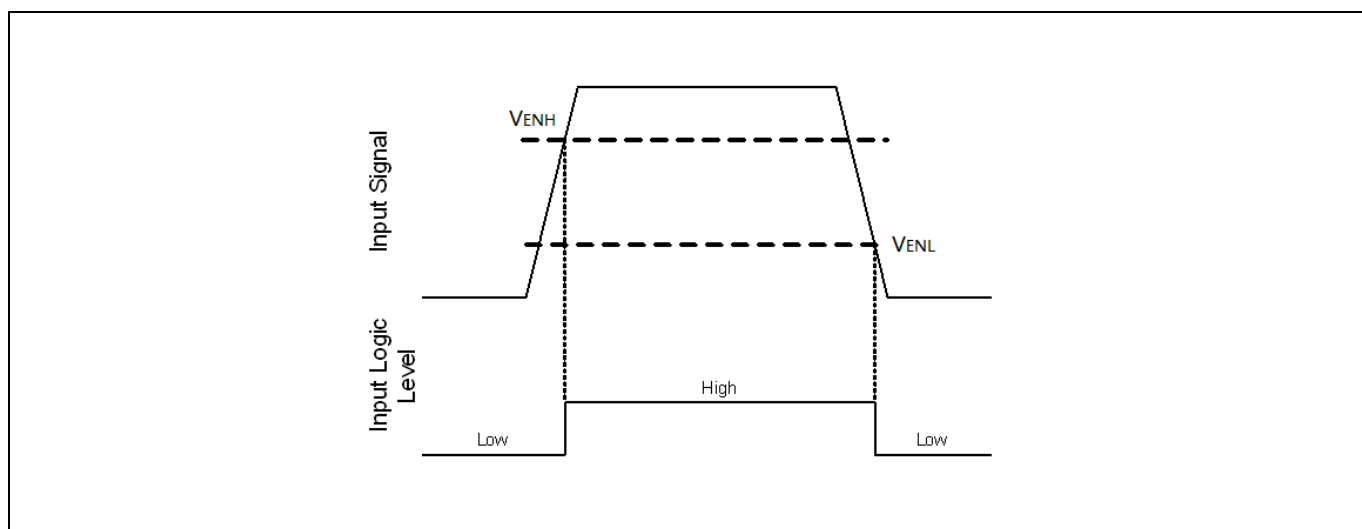 VENH
Input Signal
VENL
Input Logic
Level
High
Low
Low